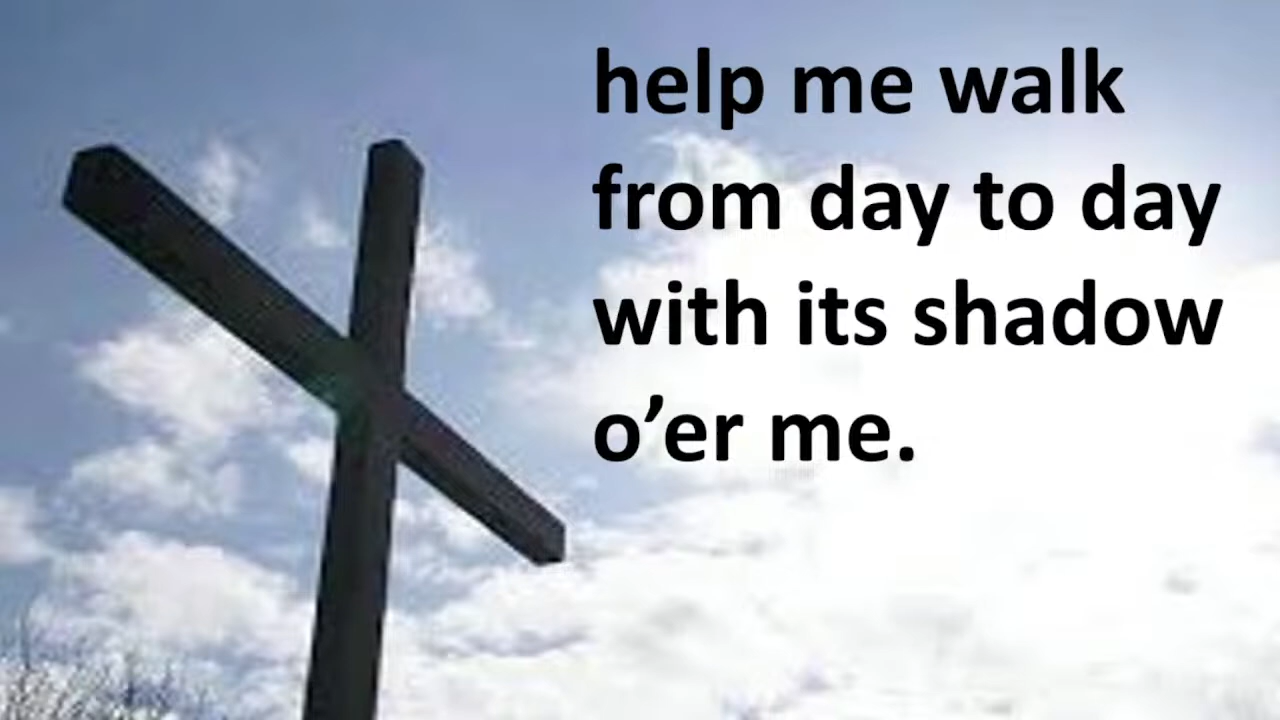 help me walk
from day to day
with its shadow
o’er me.